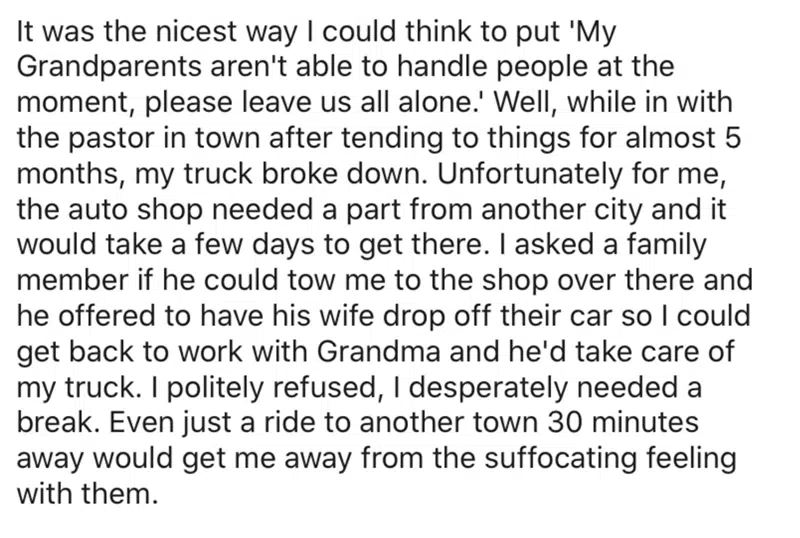 It was the nicest way I could think to put 'My
Grandparents aren't able to handle people at the
moment, please leave us all alone.' Well, while in with
the pastor in town after tending to things for almost 5
months, my truck broke down. Unfortunately for me,
the auto shop needed a part from another city and it
would take a few days to get there. I asked a family
member if he could tow me to the shop over there and
he offered to have his wife drop off their car so I could
get back to work with Grandma and he'd take care of
my truck. I politely refused, I desperately needed a
break. Even just a ride to another town 30 minutes
away would get me away from the suffocating feeling
with them.